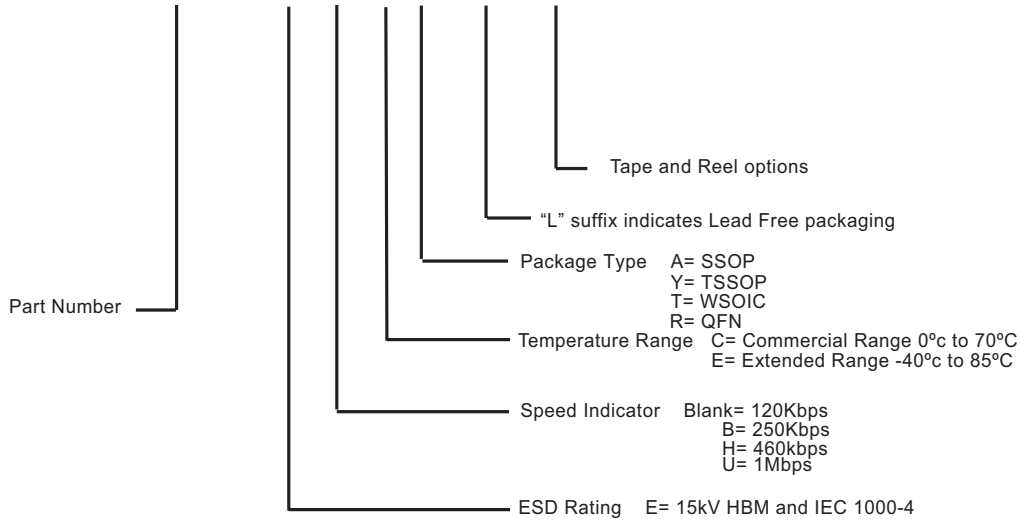 Tape and Reel options
“L” suffix indicates Lead Free packaging
Package Type A= SSOP
Y= TSSOP
T= WSOIC
R= QFN
Part Number
Temperature Range C= Commercial Range 0ºc to 70ºC
E= Extended Range -40ºc to 85ºC
Speed Indicator Blank= 120Kbps
B= 250Kbps
H= 460kbps
U= 1Mbps
ESD Rating E= 15kV HBM and IEC 1000-4